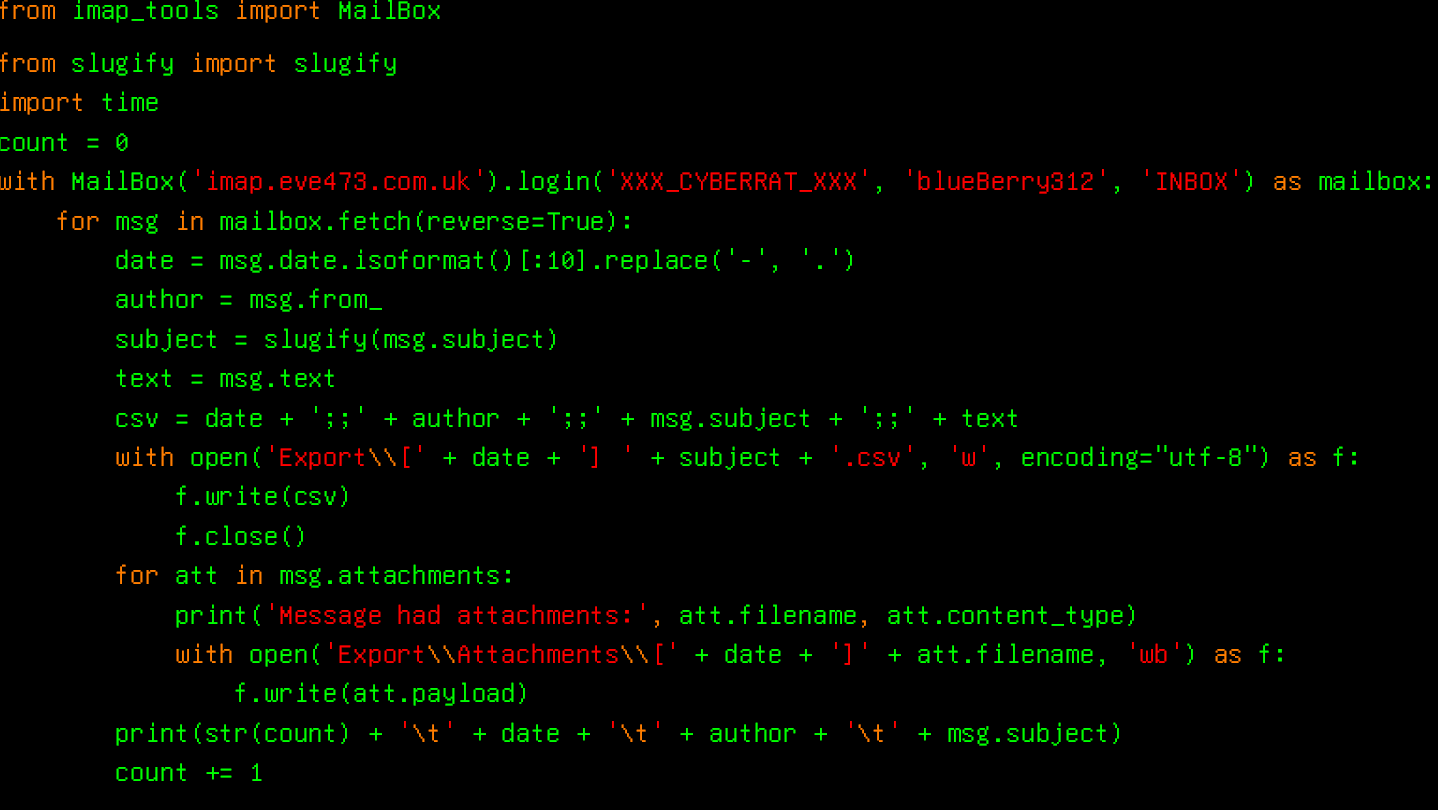 from imap_tools import MailBox
from slugify import slugify
import time
count = 0
with MailBox('imap.eve473.com.uk').login('XXX_CYBERRAT_XXX', 'blueBerry312', 'INBOX') as mailbox:
    for msg in mailbox.fetch(reverse=True):
        date = msg.date.isoformat()[:10].replace('-', '.')
        author = msg.from_
        subject = slugify(msg.subject)
        text = msg.text
        csv = date + ';;' + author + ';;' + msg.subject + ';;' + text
        with open('Export\\[' + date + '] ' + subject + '.csv', 'w', encoding="utf-8") as f:
            f.write(csv)
            f.close()
        for att in msg.attachments:
            print('Message had attachments:', att.filename, att.content_type)
            with open('Export\\Attachments\\[' + date + ']' + att.filename, 'wb') as f:
                f.write(att.payload)
        print(str(count) + '\t' + date + '\t' + author + '\t' + msg.subject)
        count += 1